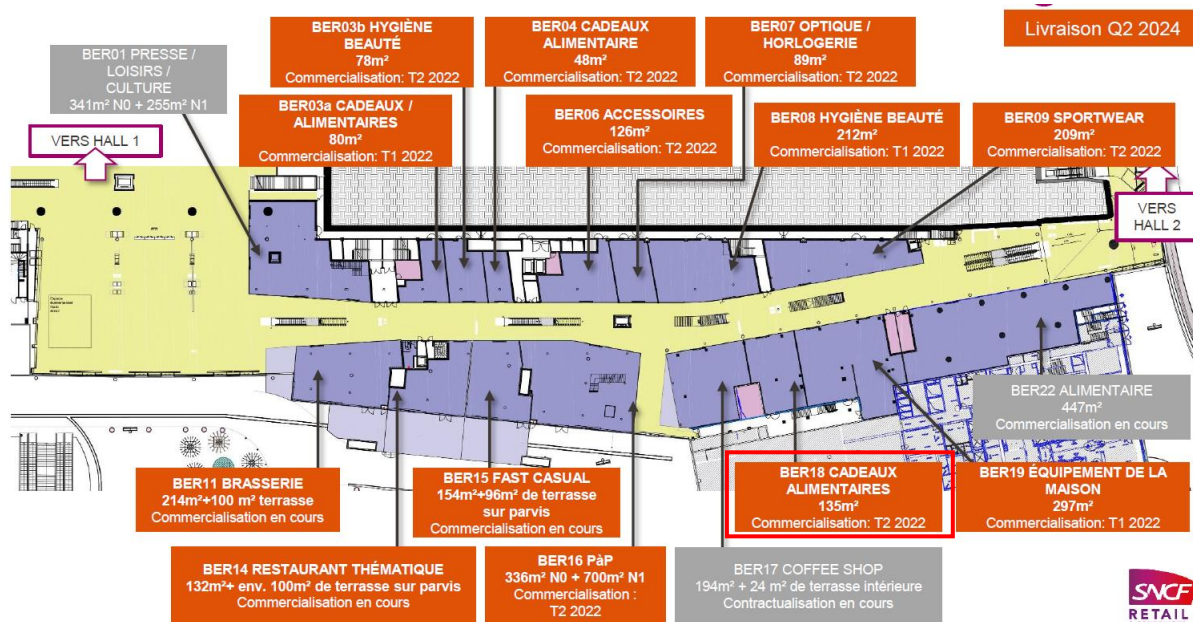 Livraison Q2 2024
BER01 PRESSE /
LOISIRS /
CULTURE
341m² N0 + 255m² N1
BER03b HYGIÈNE
BEAUTÉ
78m²
Commercialisation: T2 2022
BER04 CADEAUX
ALIMENTAIRE
48m²
Commercialisation: T2 2022
BER07 OPTIQUE /
HORLOGERIE
89m²
Commercialisation: T2 2022
BER03a CADEAUX /
ALIMENTAIRES
80m²
Commercialisation: T1 2022
BER06 ACCESSOIRES
126m²
Commercialisation: T2 2022
BER08 HYGIÈNE BEAUTÉ
212m²
Commercialisation: T1 2022
BER09 SPORTWEAR
209m²
Commercialisation: T2 2022
VERS HALL 1
VERS
HALL 2
BER22 ALIMENTAIRE
447m²
Commercialisation en cours
BER11 BRASSERIE
214m²+100 m² terrasse
Commercialisation en cours
BER15 FAST CASUAL
154m²+96m² de terrasse
sur parvis
Commercialisation en cours
BER18 CADEAUX
ALIMENTAIRES
135m²
Commercialisation: T2 2022
BER19 ÉQUIPEMENT DE LA
MAISON
297m²
Commercialisation: T1 2022
BER14 RESTAURANT THÉMATIQUE
132m²+ env. 100m² de terrasse sur parvis
Commercialisation en cours
BER16 PàP
336m² N0 + 700m² N1
Commercialisation :
T2 2022
BER17 COFFEE SHOP
194m² + 24 m² de terrasse intérieure
Contractualisation en cours
SNCF
RETAIL